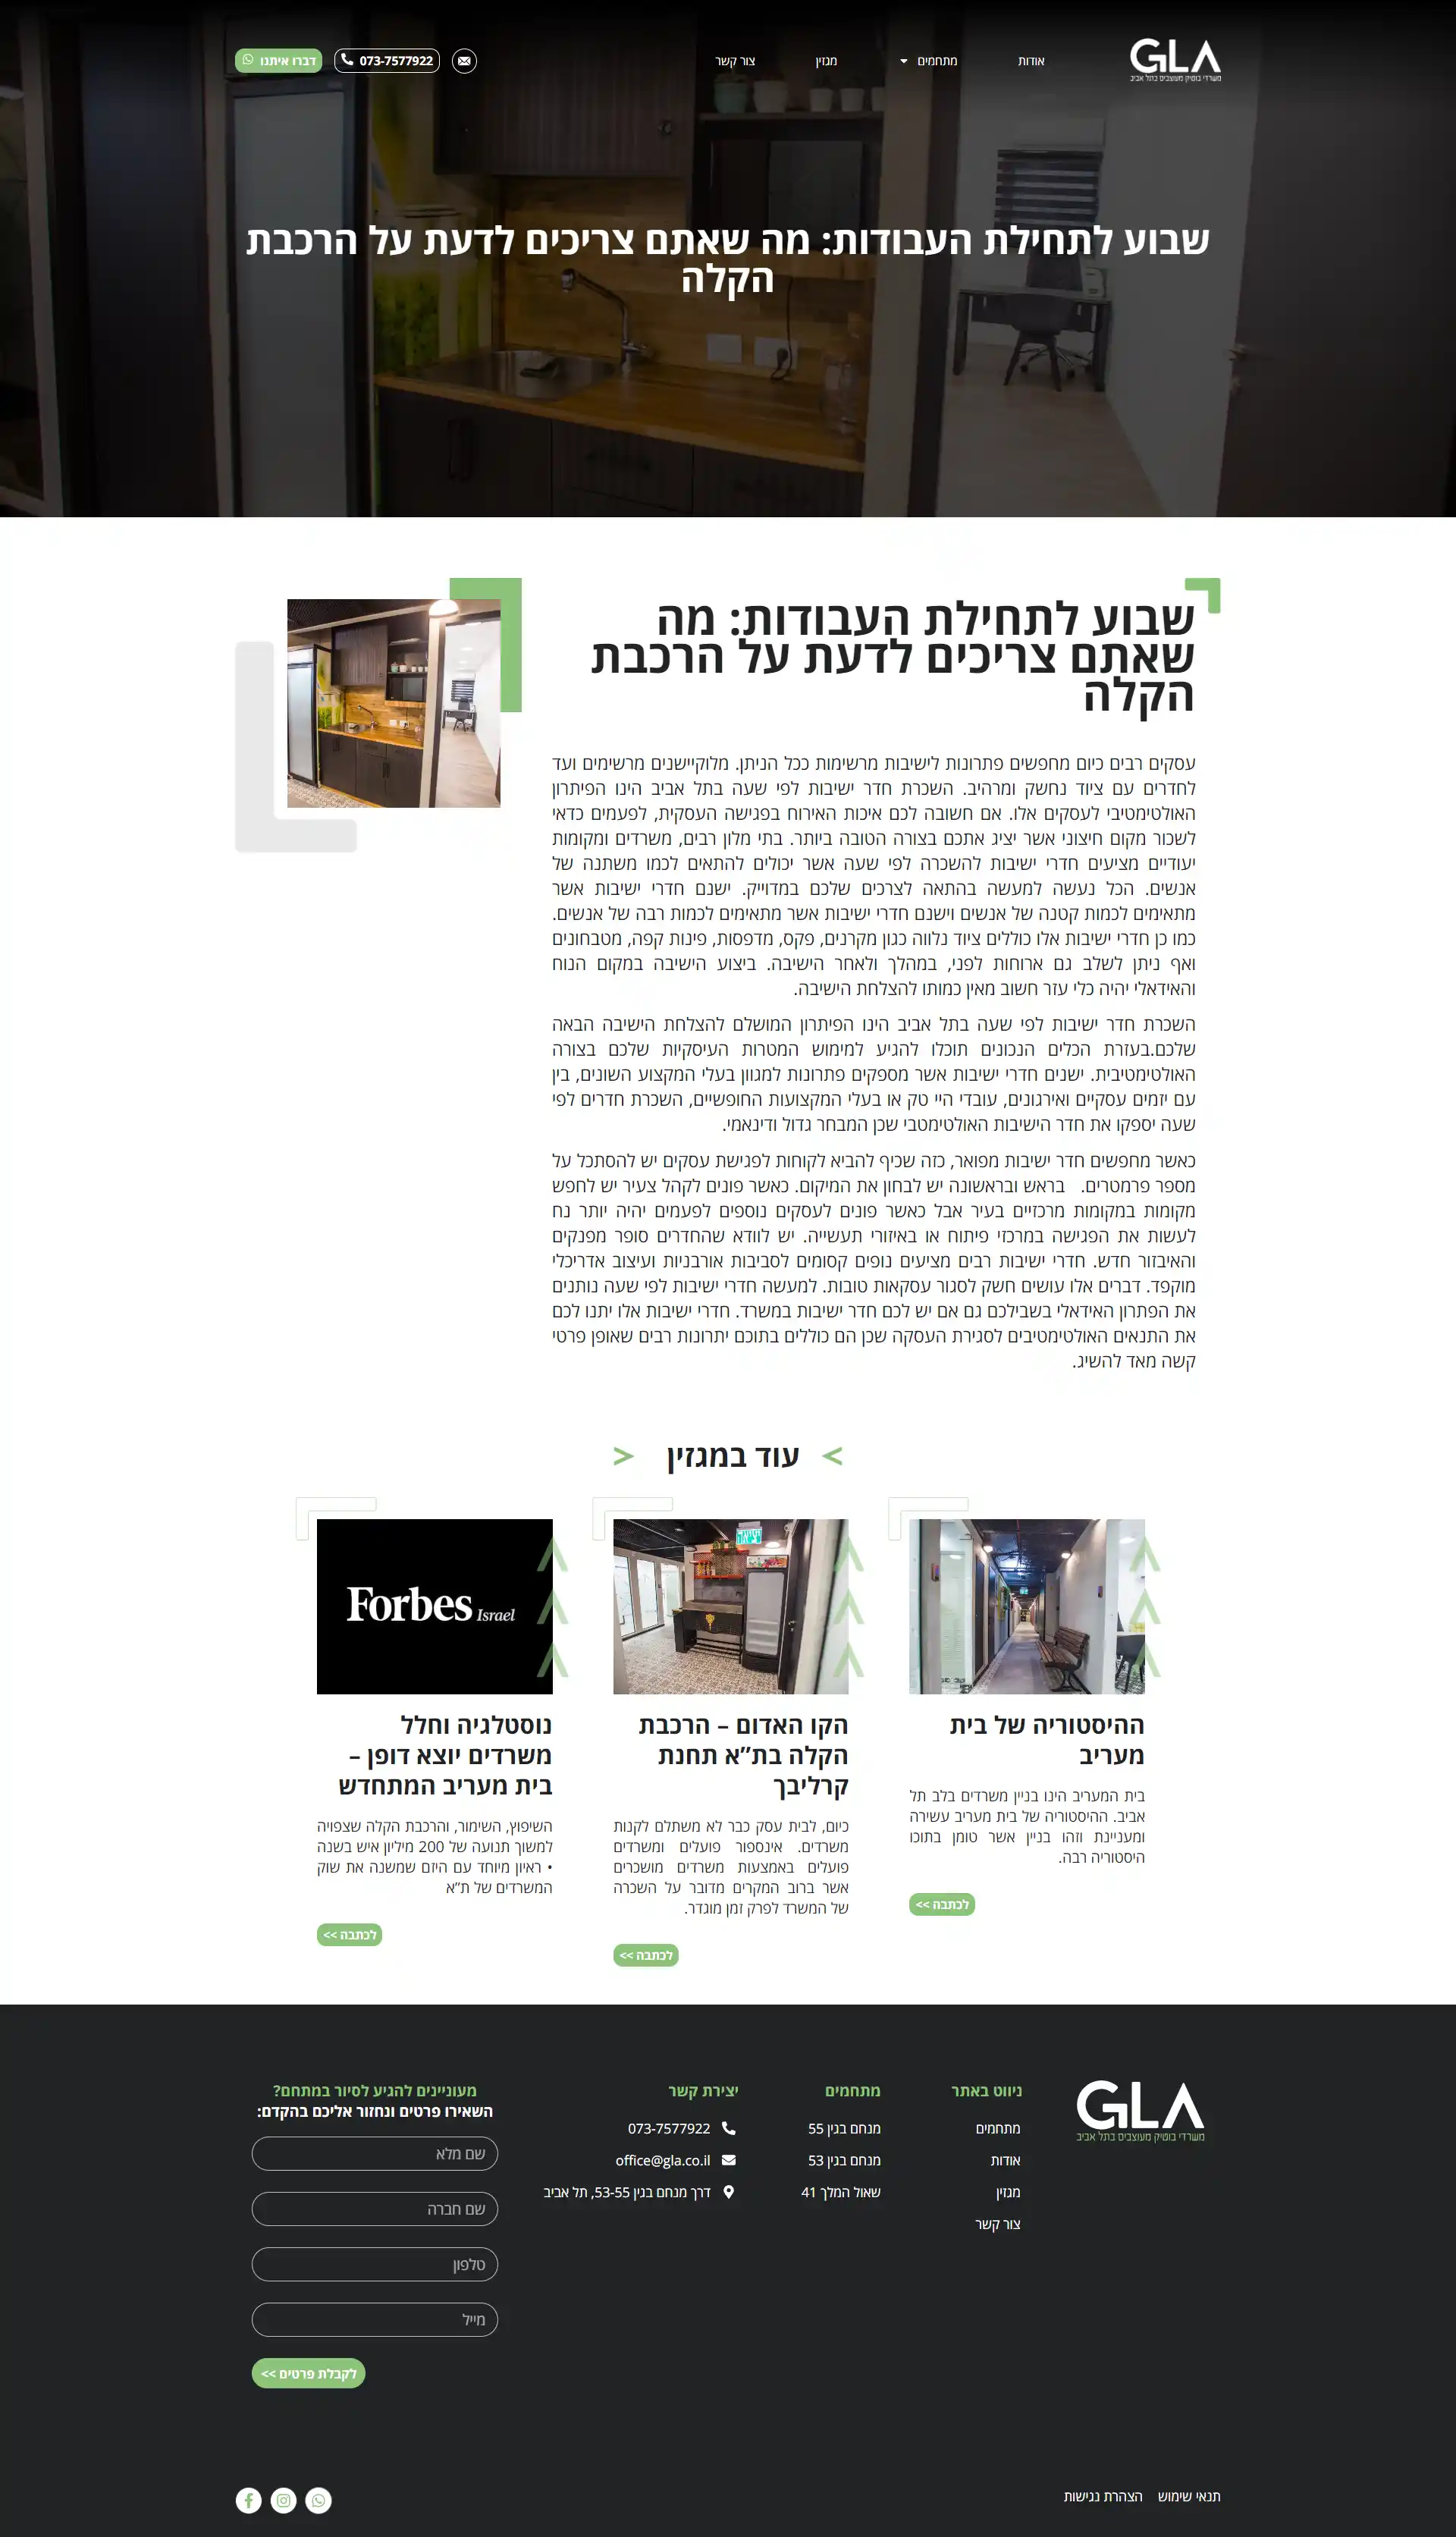 GLA
משרדי בוטיק מעוצבים בתל אביב
אודות
מתחמים
מגזין
צור קשר
073-7577922
דברו איתנו
שבוע לתחילת העבודות: מה שאתם צריכים לדעת על הרכבת
הקלה
שבוע לתחילת העבודות: מה
שאתם צריכים לדעת על הרכבת
הקלה
עסקים רבים כיום מחפשים פתרונות לישיבות מרשימות ככל הניתן. מלוקיישנים מרשימים ועד
לחדרים עם ציוד נחשק ומרהיב. השכרת חדר ישיבות לפי שעה בתל אביב הינו הפיתרון
האולטימטיבי לעסקים אלו. אם חשובה לכם איכות האירוח בפגישה העסקית, לפעמים כדאי
לשכור מקום חיצוני אשר יציג אתכם בצורה הטובה ביותר. בתי מלון רבים, משרדים ומקומות
יעודיים מציעים חדרי ישיבות להשכרה לפי שעה אשר יכולים להתאים לכמו משתנה של
אנשים. הכל נעשה למעשה בהתאה לצרכים שלכם במדוייק. ישנם חדרי ישיבות אשר
מתאימים לכמות קטנה של אנשים וישנם חדרי ישיבות אשר מתאימים לכמות רבה של אנשים.
כמו כן חדרי ישיבות אלו כוללים ציוד נלווה כגון מקרנים, פקס, מדפסות, פינות קפה, מטבחונים
ואף ניתן לשלב גם ארוחות לפני, במהלך ולאחר הישיבה. ביצוע הישיבה במקום הנוח
והאידאלי יהיה כלי עזר חשוב מאין כמותו להצלחת הישיבה.
השכרת חדר ישיבות לפי שעה בתל אביב הינו הפיתרון המושלם להצלחת הישיבה הבאה
שלכם.בעזרת הכלים הנכונים תוכלו להגיע למימוש המטרות העיסקיות שלכם בצורה
האולטימטיבית. ישנים חדרי ישיבות אשר מספקים פתרונות למגוון בעלי המקצוע השונים, בין
עם יזמים עסקיים ואירגונים, עובדי היי טק או בעלי המקצועות החופשיים, השכרת חדרים לפי
שעה יספקו את חדר הישיבות האולטימטבי שכן המבחר גדול ודינאמי.
כאשר מחפשים חדר ישיבות מפואר, כזה שכיף להביא לקוחות לפגישת עסקים יש להסתכל על
מספר פרמטרים. בראש ובראשונה יש לבחון את המיקום. כאשר פונים לקהל צעיר יש לחפש
מקומות במקומות מרכזיים בעיר אבל כאשר פונים לעסקים נוספים לפעמים יהיה יותר נח
לעשות את הפגישה במרכזי פיתוח או באיזורי תעשייה. יש לוודא שהחדרים סופר מפנקים
והאיבזור חדש. חדרי ישיבות רבים מציעים נופים קסומים לסביבות אורבניות ועיצוב אדריכלי
מוקפד. דברים אלו עושים חשק לסגור עסקאות טובות. למעשה חדרי ישיבות לפי שעה נותנים
את הפתרון האידאלי בשבילכם גם אם יש לכם חדר ישיבות במשרד. חדרי ישיבות אלו יתנו לכם
את התנאים האולטימטיבים לסגירת העסקה שכן הם כוללים בתוכם יתרונות רבים שאופן פרטי
קשה מאד להשיג.
עוד במגזין
ההיסטוריה של בית
מעריב
בית המעריב הינו בניין משרדים בלב תל
אביב. ההיסטוריה של בית מעריב עשירה
ומעניינת וזהו בניין אשר טומן בתוכו
היסטוריה רבה.
לכתבה >>
הקו האדום – הרכבת
הקלה בת”א תחנת
קרליבך
כיום, לבית עסק כבר לא משתלם לקנות
משרדים. אינספור פועלים ומשרדים
פועלים באמצעות משרדים מושכרים
אשר ברוב המקרים מדובר על השכרה
של המשרד לפרק זמן מוגדר.
לכתבה >>
Forbes Israel
נוסטלגיה וחלל
משרדים יוצא דופן –
בית מעריב המתחדש
השיפוץ, השימור, והרכבת הקלה שצפויה
למשוך תנועה של 200 מיליון איש בשנה
• ראיון מיוחד עם היזם שמשנה את שוק
המשרדים של ת”א
לכתבה >>
GLA
משרדי בוטיק מעוצבים בתל אביב
ניווט באתר
מתחמים
אודות
מגזין
צור קשר
מתחמים
מנחם בגין 55
מנחם בגין 53
שאול המלך 41
יצירת קשר
073-7577922
office@gla.co.il
דרך מנחם בגין 53-55, תל אביב
מעוניינים להגיע לסיור במתחם?
השאירו פרטים ונחזור אליכם בהקדם:
שם מלא
שם חברה
טלפון
מייל
לקבלת פרטים >>
תנאי שימוש
הצהרת נגישות